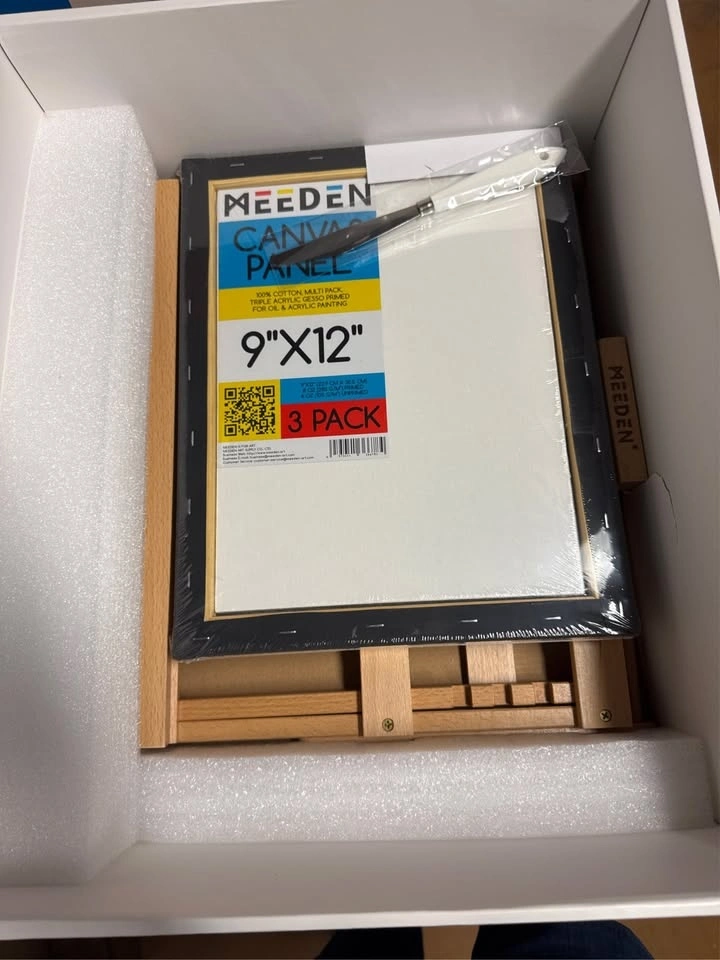 MEEDEN
CANVAS
PANEL
100% COTTON, MULTI PACK,
TRIPLE ACRYLIC GESSO PRIMED
FOR OIL & ACRYLIC PAINTING
9"X12"
3 PACK
MEEDEN